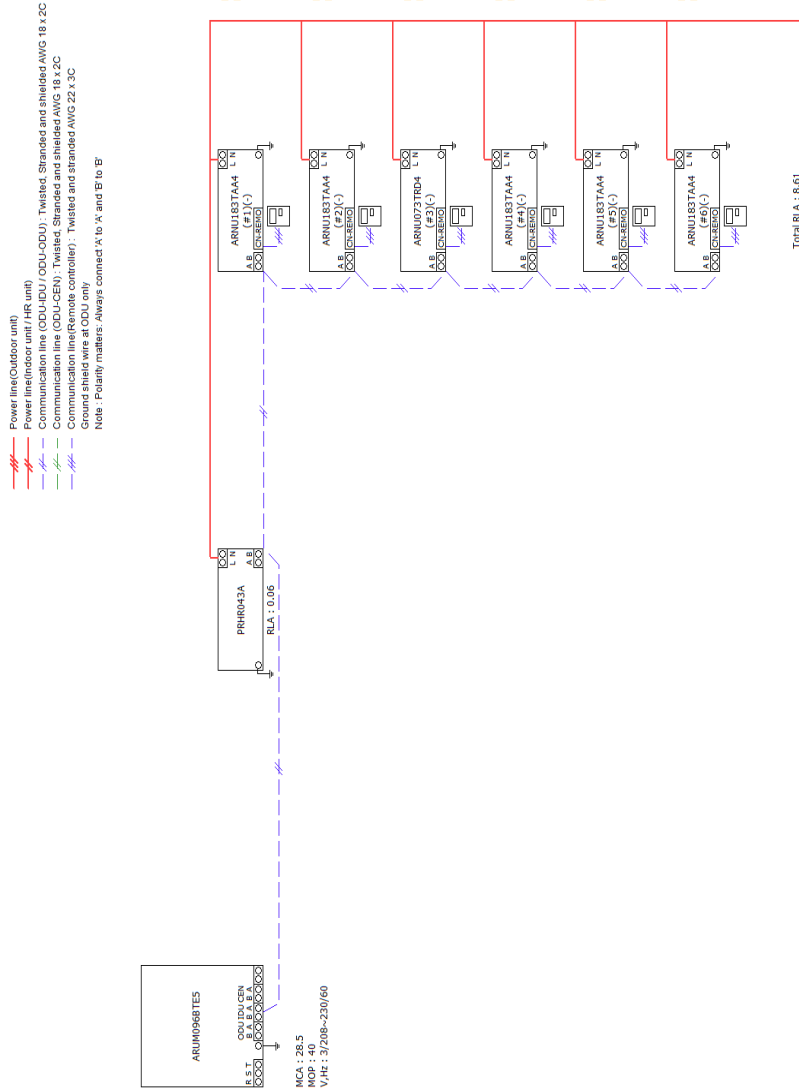 Power line(Outdoor unit)
Power line(Indoor unit / HR unit)
Communication line (ODU-IDU / ODU-ODU) : Twisted, Stranded and shielded AWG 18 x 2C
Communication line (ODU-CEN) : Twisted, Stranded and shielded AWG 18 x 2C
Communication line(Remote controller) : Twisted and stranded AWG 22 x 3C
Ground shield wire at ODU only
Note : Polarity matters. Always connect 'A' to 'A' and 'B' to 'B'
ARUM096BTE5
R S T
ODU IDU CEN
B A B A B A
MCA : 28.5
MOP : 40
V,Hz : 3/208~230/60
PRHR043A
L N
A B
RLA : 0.06
L N
ARNU183TAA4
(#1)(-)
A B
CN-REMO
L N
ARNU183TAA4
(#2)(-)
A B
CN-REMO
L N
ARNU073TRD4
(#3)(-)
A B
CN-REMO
L N
ARNU183TAA4
(#4)(-)
A B
CN-REMO
L N
ARNU183TAA4
(#5)(-)
A B
CN-REMO
L N
ARNU183TAA4
(#6)(-)
A B
CN-REMO
Total RLA : 8.61